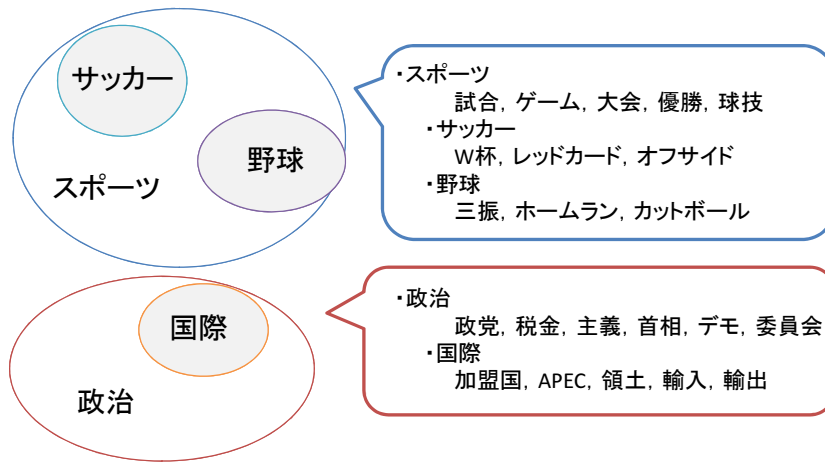 サッカー
野球
スポーツ
・スポーツ
試合, ゲーム, 大会, 優勝, 球技
・サッカー
W杯, レッドカード, オフサイド
・野球
三振, ホームラン, カットボール
国際
政治
・政治
政党, 税金, 主義, 首相, デモ, 委員会
・国際
加盟国, APEC, 領土, 輸入, 輸出